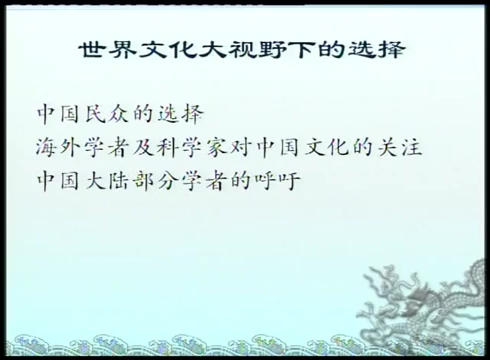 世界文化大视野下的选择
中国民众的选择
海外学者及科学家对中国文化的关注
中国大陆部分学者的呼吁